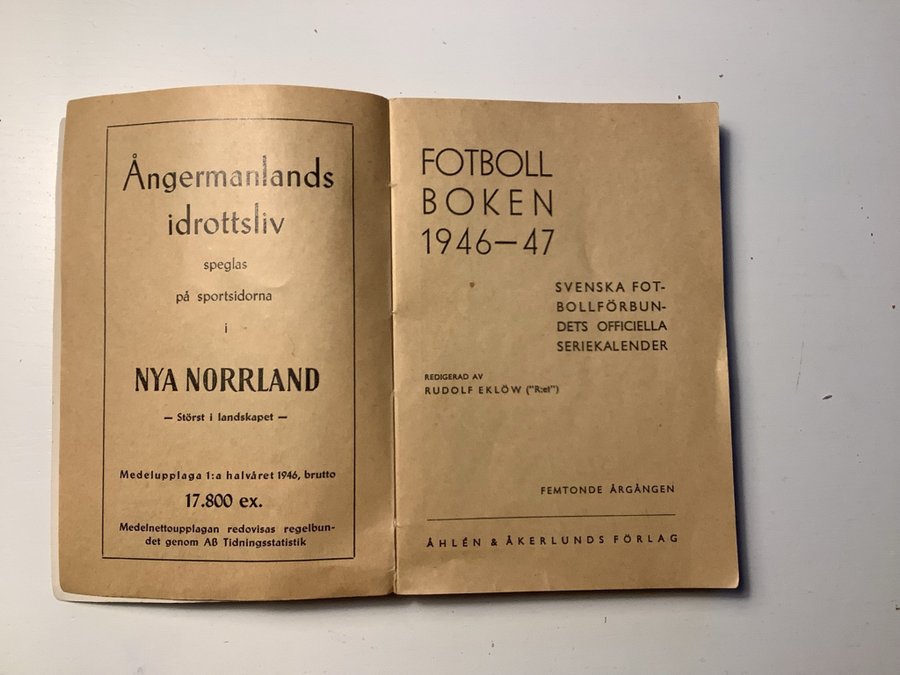 Ångermanlands
idrottsliv
speglas
på sportsidorna
i
NYA NORRLAND
— Störst i landskapet —
Medelupplaga 1:a halvåret 1946, brutto
17.800 ex.
Medelnettoupplagan redovisas regelbun-
det genom AB Tidningsstatistik
FOTBOLL
BOKEN
1946—47
SVENSKA FOT-
BOLLFÖRBUN-
DETS OFFICIELLA
SERIEKALENDER
REDIGERAD AV
RUDOLF EKLÖW ("R:et")
FEMTONDE ÅRGÅNGEN
ÅHLÉN & ÅKERLUNDS FÖRLAG